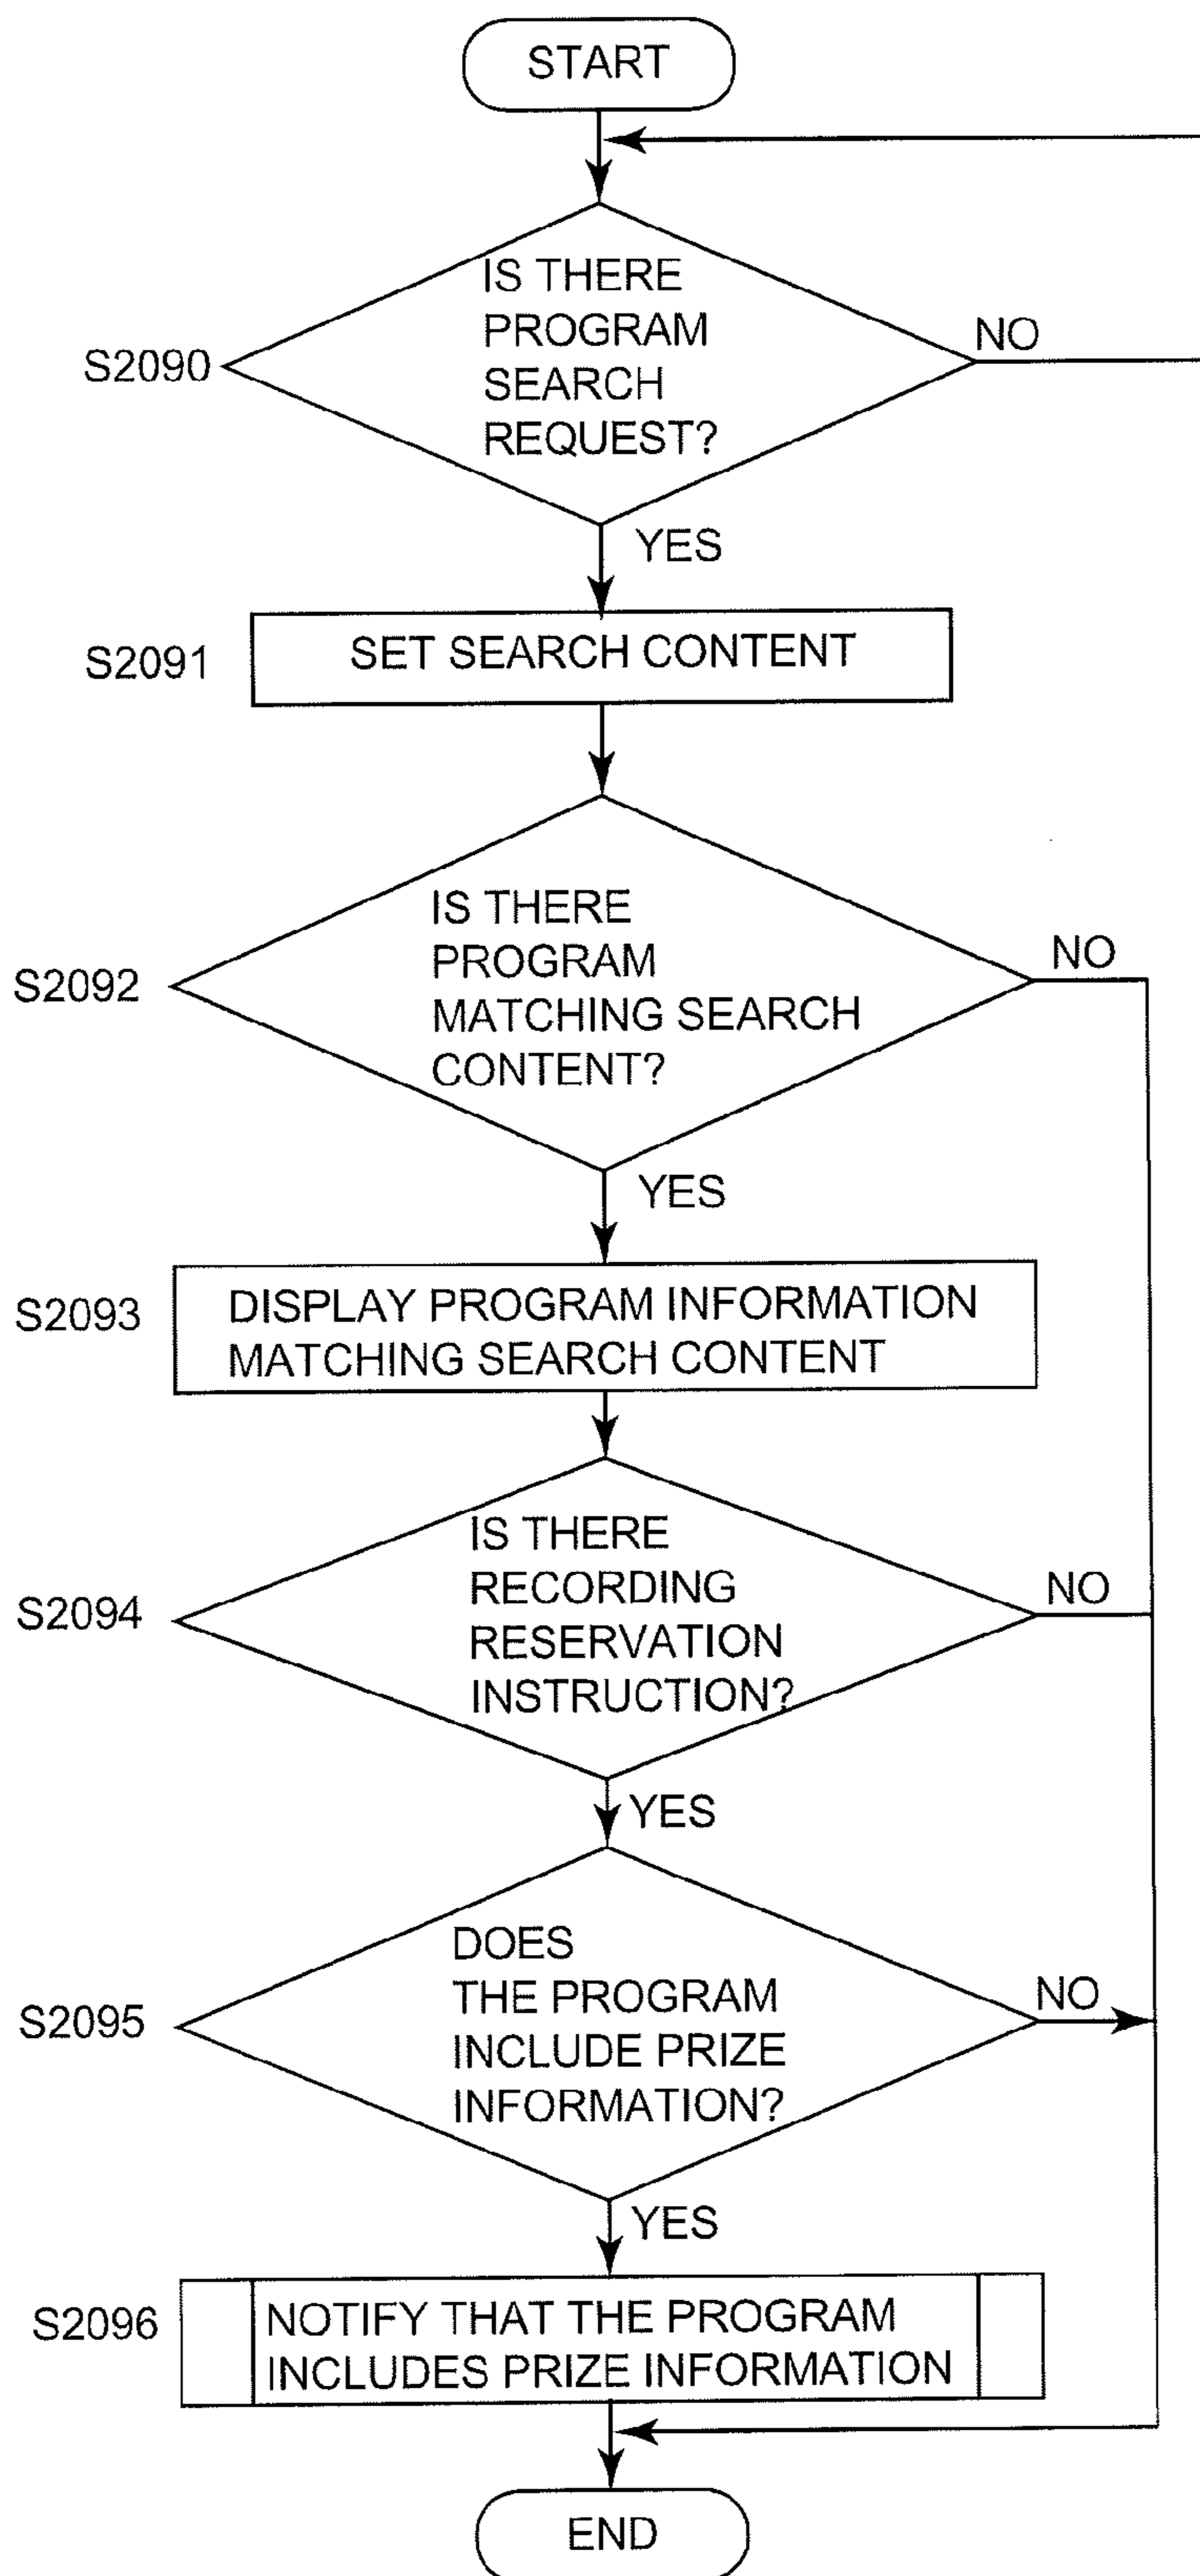 START
IS THERE
PROGRAM
SEARCH
REQUEST?
S2090
NO
YES
S2091
SET SEARCH CONTENT
IS THERE
PROGRAM
MATCHING SEARCH
CONTENT?
S2092
NO
YES
S2093
DISPLAY PROGRAM INFORMATION
MATCHING SEARCH CONTENT
IS THERE
RECORDING
RESERVATION
INSTRUCTION?
S2094
NO
YES
DOES
THE PROGRAM
INCLUDE PRIZE
INFORMATION?
S2095
NO
YES
S2096
NOTIFY THAT THE PROGRAM
INCLUDES PRIZE INFORMATION
END